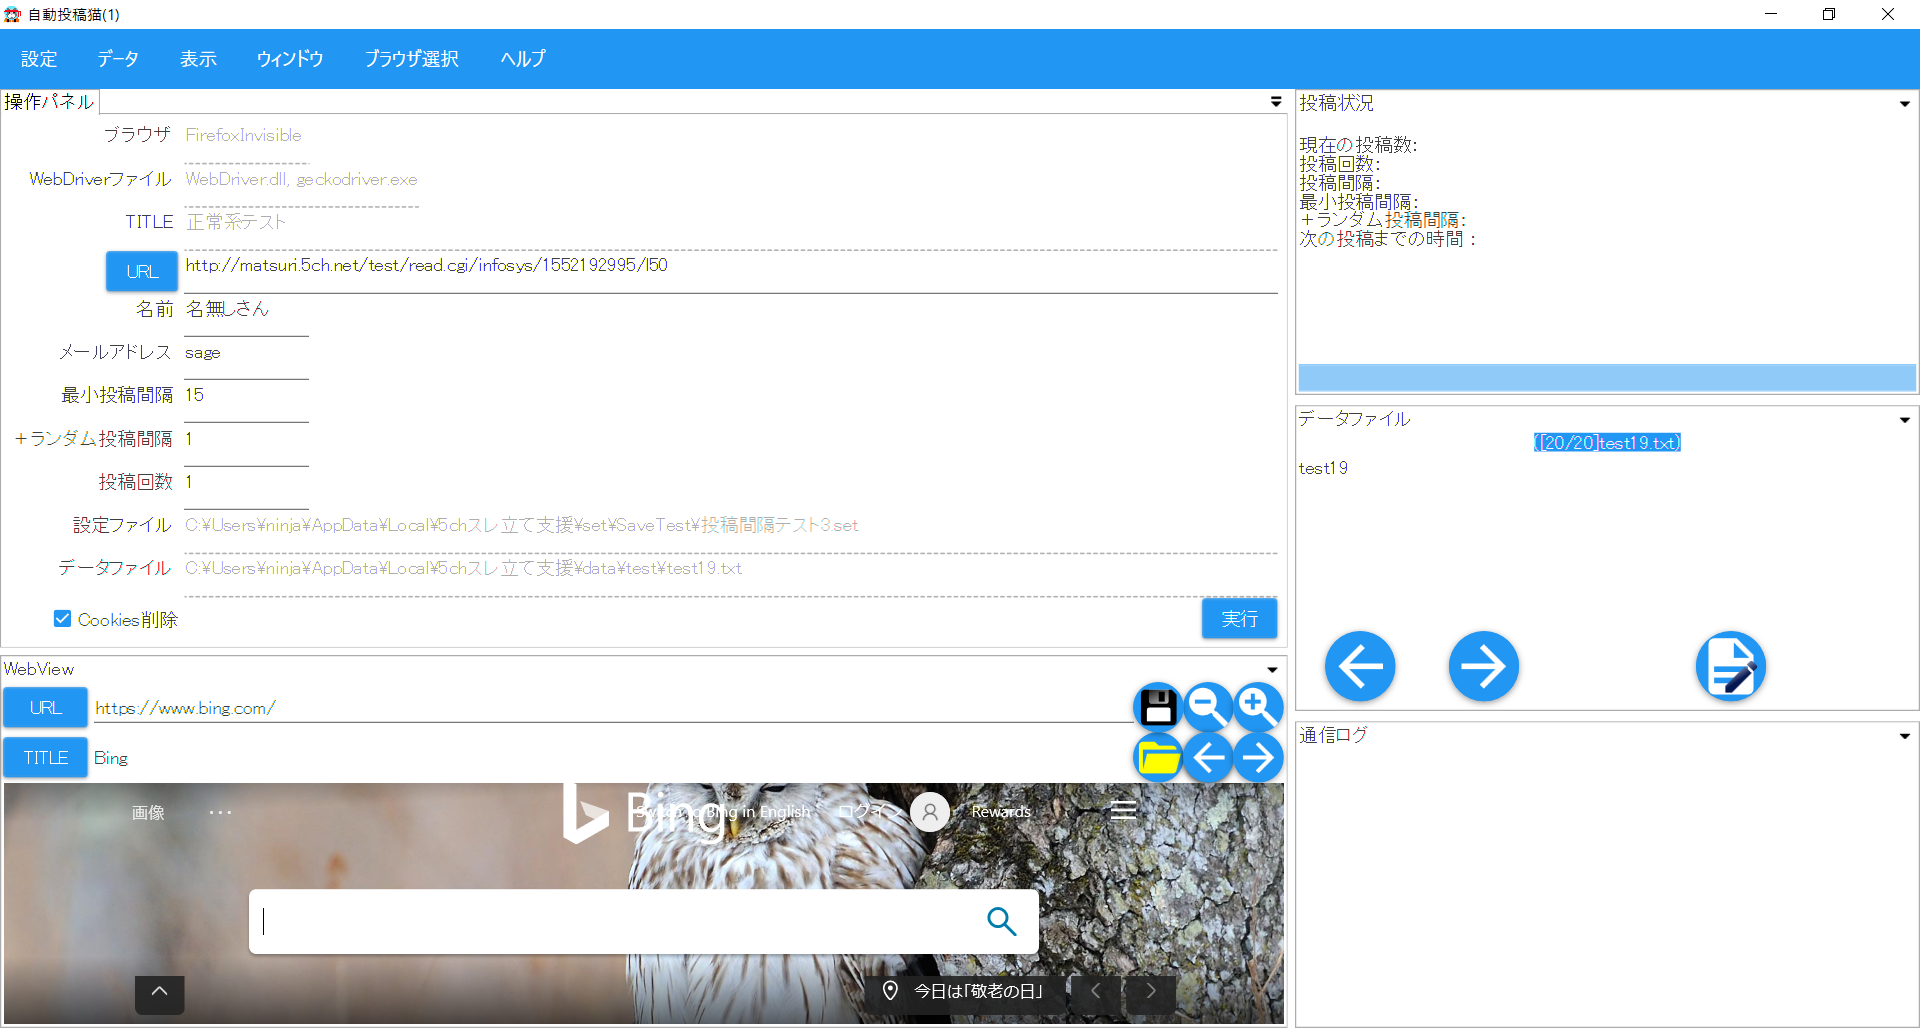 自動投稿猫(1)
設定 データ 表示 ウィンドウ ブラウザ選択 ヘルプ
操作パネル
ブラウザ FirefoxInvisible
WebDriverファイル WebDriver.dll, geckodriver.exe
TITLE 正常系テスト
URL http://matsuri.5ch.net/test/read.cgi/infosys/1552192995/l50
名前 名無しさん
メールアドレス sage
最小投稿間隔 15
+ランダム投稿間隔 1
投稿回数 1
設定ファイル C:¥Users¥ninja¥AppData¥Local¥5chスレ立て支援¥set¥SaveTest¥投稿間隔テスト3.set
データファイル C:¥Users¥ninja¥AppData¥Local¥5chスレ立て支援¥data¥test¥test19.txt
Cookies削除 実行
WebView
URL https://www.bing.com/
TITLE Bing
画像 ... Bing Switch to Bing in English ログイン Rewards
今日は「敬老の日」
投稿状況
現在の投稿数:
投稿回数:
投稿間隔:
最小投稿間隔:
+ランダム投稿間隔:
次の投稿までの時間:
データファイル
([20/20]test19.txt)
test19
通信ログ